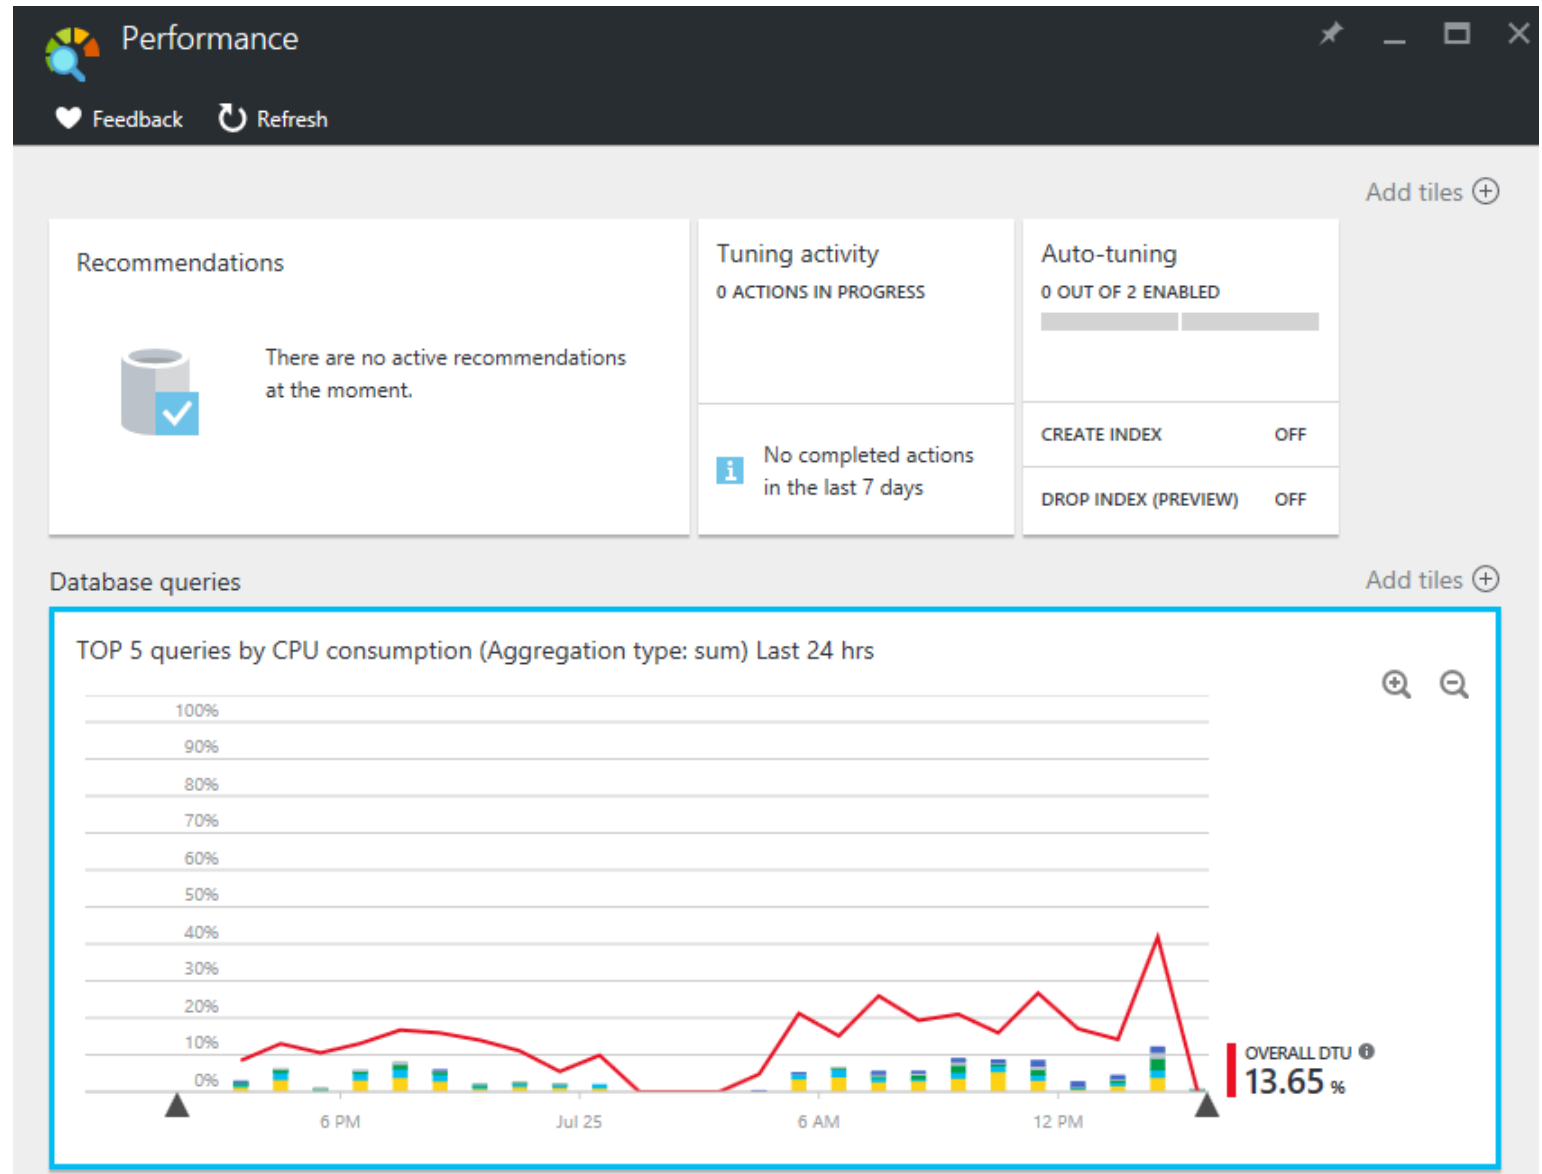 Performance
Feedback
Refresh
Add tiles
Recommendations
There are no active recommendations
at the moment.
Tuning activity
0 ACTIONS IN PROGRESS
No completed actions
in the last 7 days
Auto-tuning
0 OUT OF 2 ENABLED
CREATE INDEX OFF
DROP INDEX (PREVIEW) OFF
Database queries
Add tiles
TOP 5 queries by CPU consumption (Aggregation type: sum) Last 24 hrs
100%
90%
80%
70%
60%
50%
40%
30%
20%
10%
0%
6 PM
Jul 25
6 AM
12 PM
OVERALL DTU
13.65 %